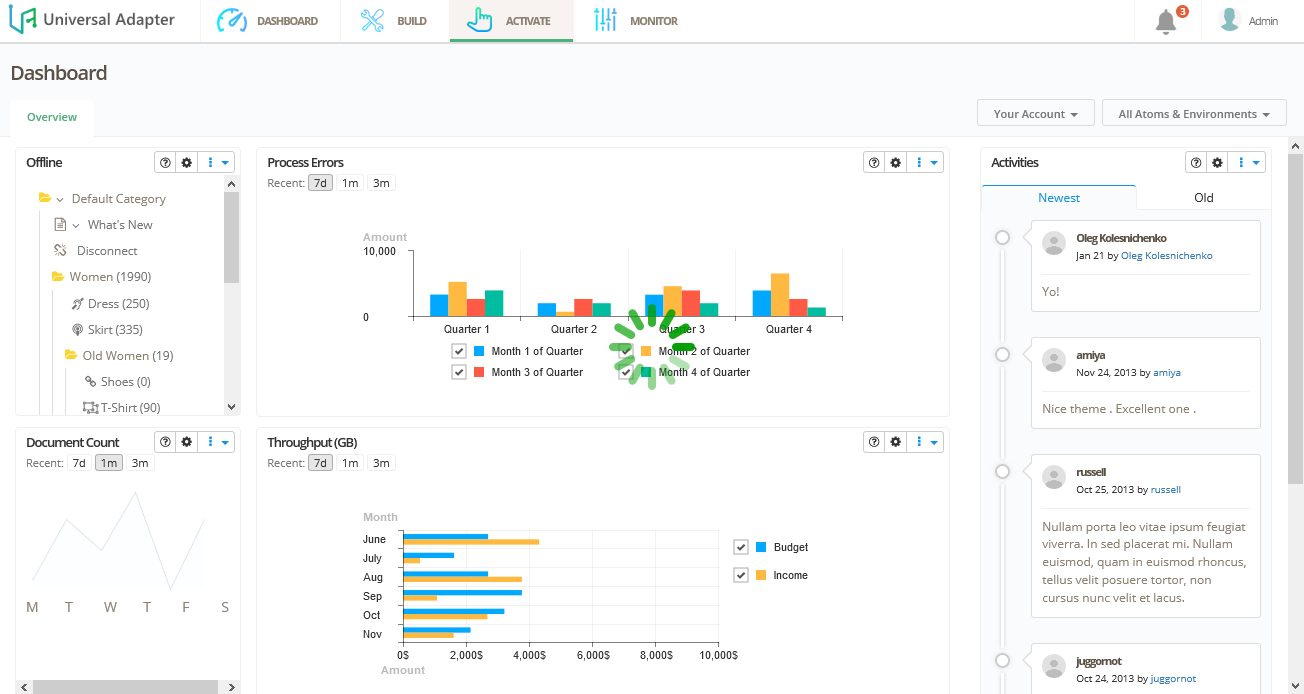 Universal Adapter
DASHBOARD
BUILD
ACTIVATE
MONITOR
3
Admin
Dashboard
Overview
Your Account
All Atoms & Environments
Offline
Default Category
What's New
Disconnect
Women (1990)
Dress (250)
Skirt (335)
Old Women (19)
Shoes (0)
T-Shirt (90)
Process Errors
Recent: 7d 1m 3m
Amount
10,000
0
Quarter 1 Quarter 2 Quarter 3 Quarter 4
Month 1 of Quarter Month 2 of Quarter
Month 3 of Quarter Month 4 of Quarter
Activities
Newest Old
Oleg Kolesnichenko
Jan 21 by Oleg Kolesnichenko
Yo!
amiya
Nov 24, 2013 by amiya
Nice theme . Excellent one .
russell
Oct 25, 2013 by russell
Nullam porta leo vitae ipsum feugiat
viverra. In sed placerat mi. Nullam
euismod, quam in euismod rhoncus,
tellus velit posuere tortor, non
cursus nunc velit et lacus.
juggornot
Oct 24, 2013 by juggornot
Document Count
Recent: 7d 1m 3m
M T W T F S
Throughput (GB)
Recent: 7d 1m 3m
Month
June
July
Aug
Sep
Oct
Nov
0$ 2,000$ 4,000$ 6,000$ 8,000$ 10,000$
Amount
Budget
Income